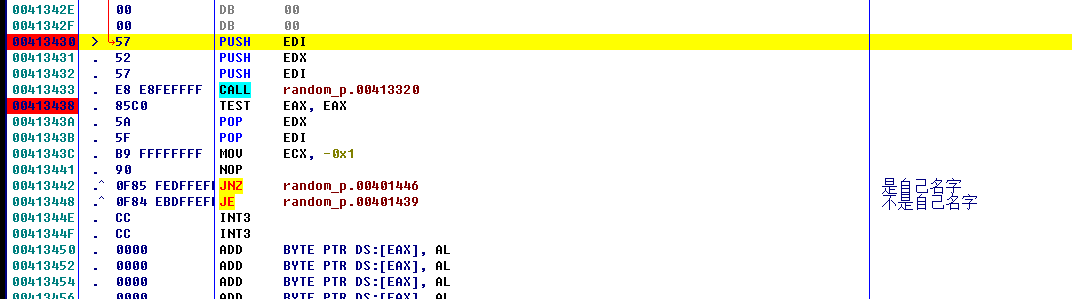 0041342E 00 DB 00
0041342F 00 DB 00
00413430 > 57 PUSH EDI
00413431 . 52 PUSH EDX
00413432 . 57 PUSH EDI
00413433 . E8 E8FEFFFF CALL random_p.00413320
00413438 . 85C0 TEST EAX, EAX
0041343A . 5A POP EDX
0041343B . 5F POP EDI
0041343C . B9 FFFFFFFF MOV ECX, -0x1
00413441 . 90 NOP
00413442 .^ 0F85 FEDFFEFF JNZ random_p.00401446 是自己名字
00413448 .^ 0F84 EBDFFEFF JE random_p.00401439 不是自己名字
0041344E . CC INT3
0041344F . CC INT3
00413450 . 0000 ADD BYTE PTR DS:[EAX], AL
00413452 . 0000 ADD BYTE PTR DS:[EAX], AL
00413454 . 0000 ADD BYTE PTR DS:[EAX], AL
00413456 . 0000 ADD BYTE PTR DS:[EAX], AL